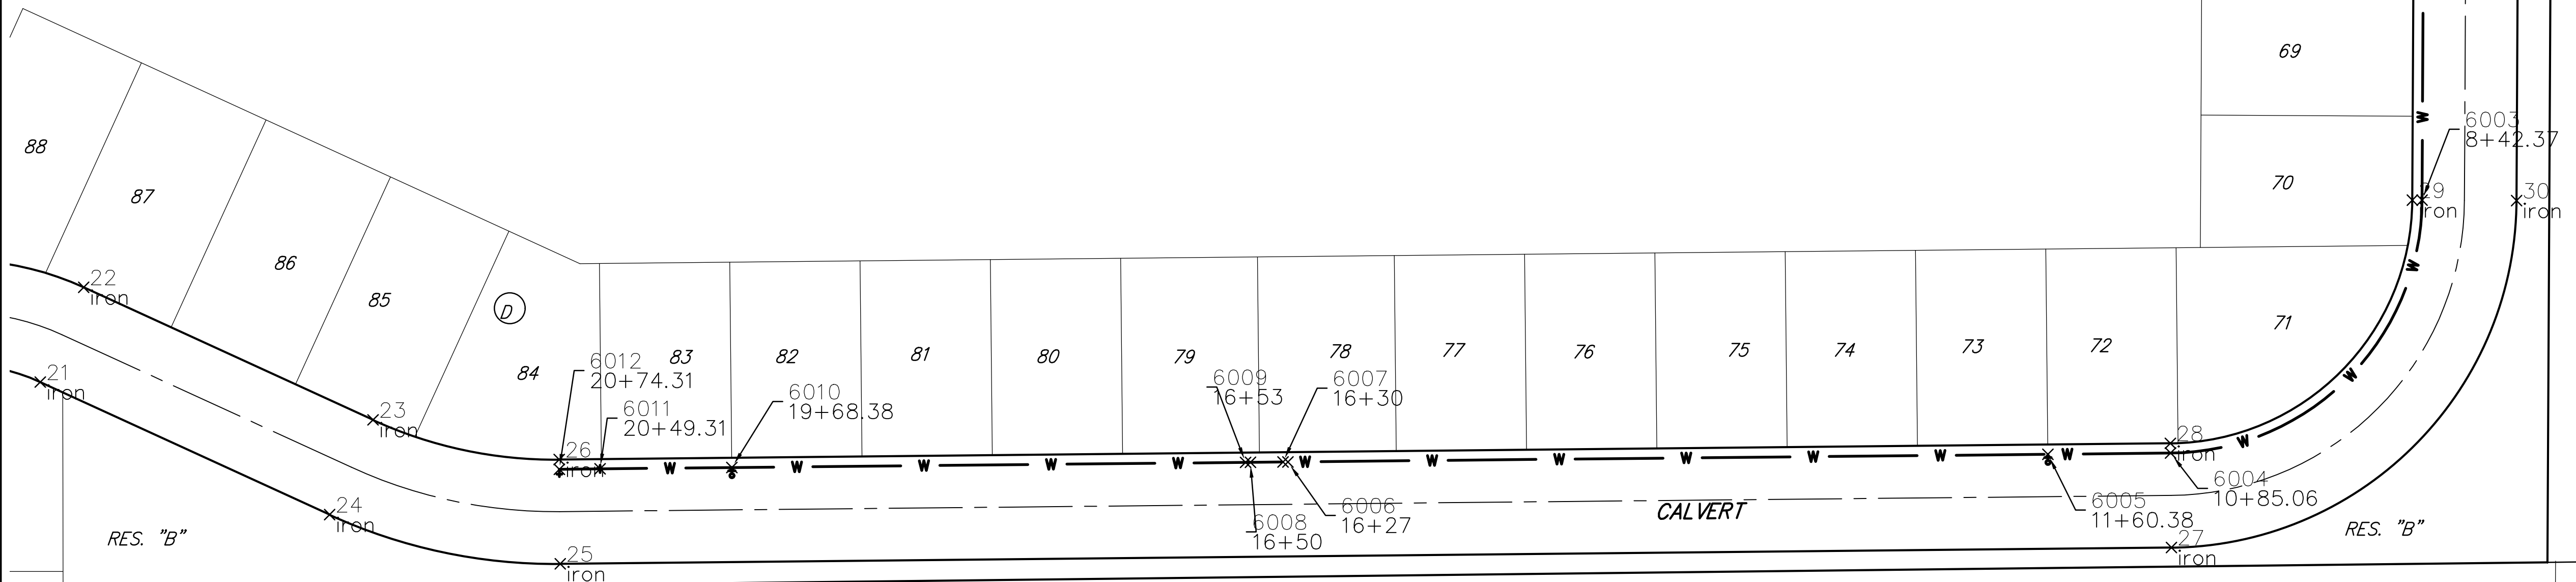 69
6003
8+42.37
88
70
29
iron
30
iron
87
W
86
22
iron
85
D
71
W
84
83
82
81
80
79
78
77
76
75
74
73
72
W
21
iron
6012
20+74.31
6010
19+68.38
6009
16+53
6007
16+30
23
iron
6011
20+49.31
26
iron
28
iron
W
W
W
W
W
W
W
W
W
W
W
W
W
6004
10+85.06
24
iron
6006
16+27
6005
11+60.38
CALVERT
6008
16+50
RES. "B"
RES. "B"
27
iron
25
iron